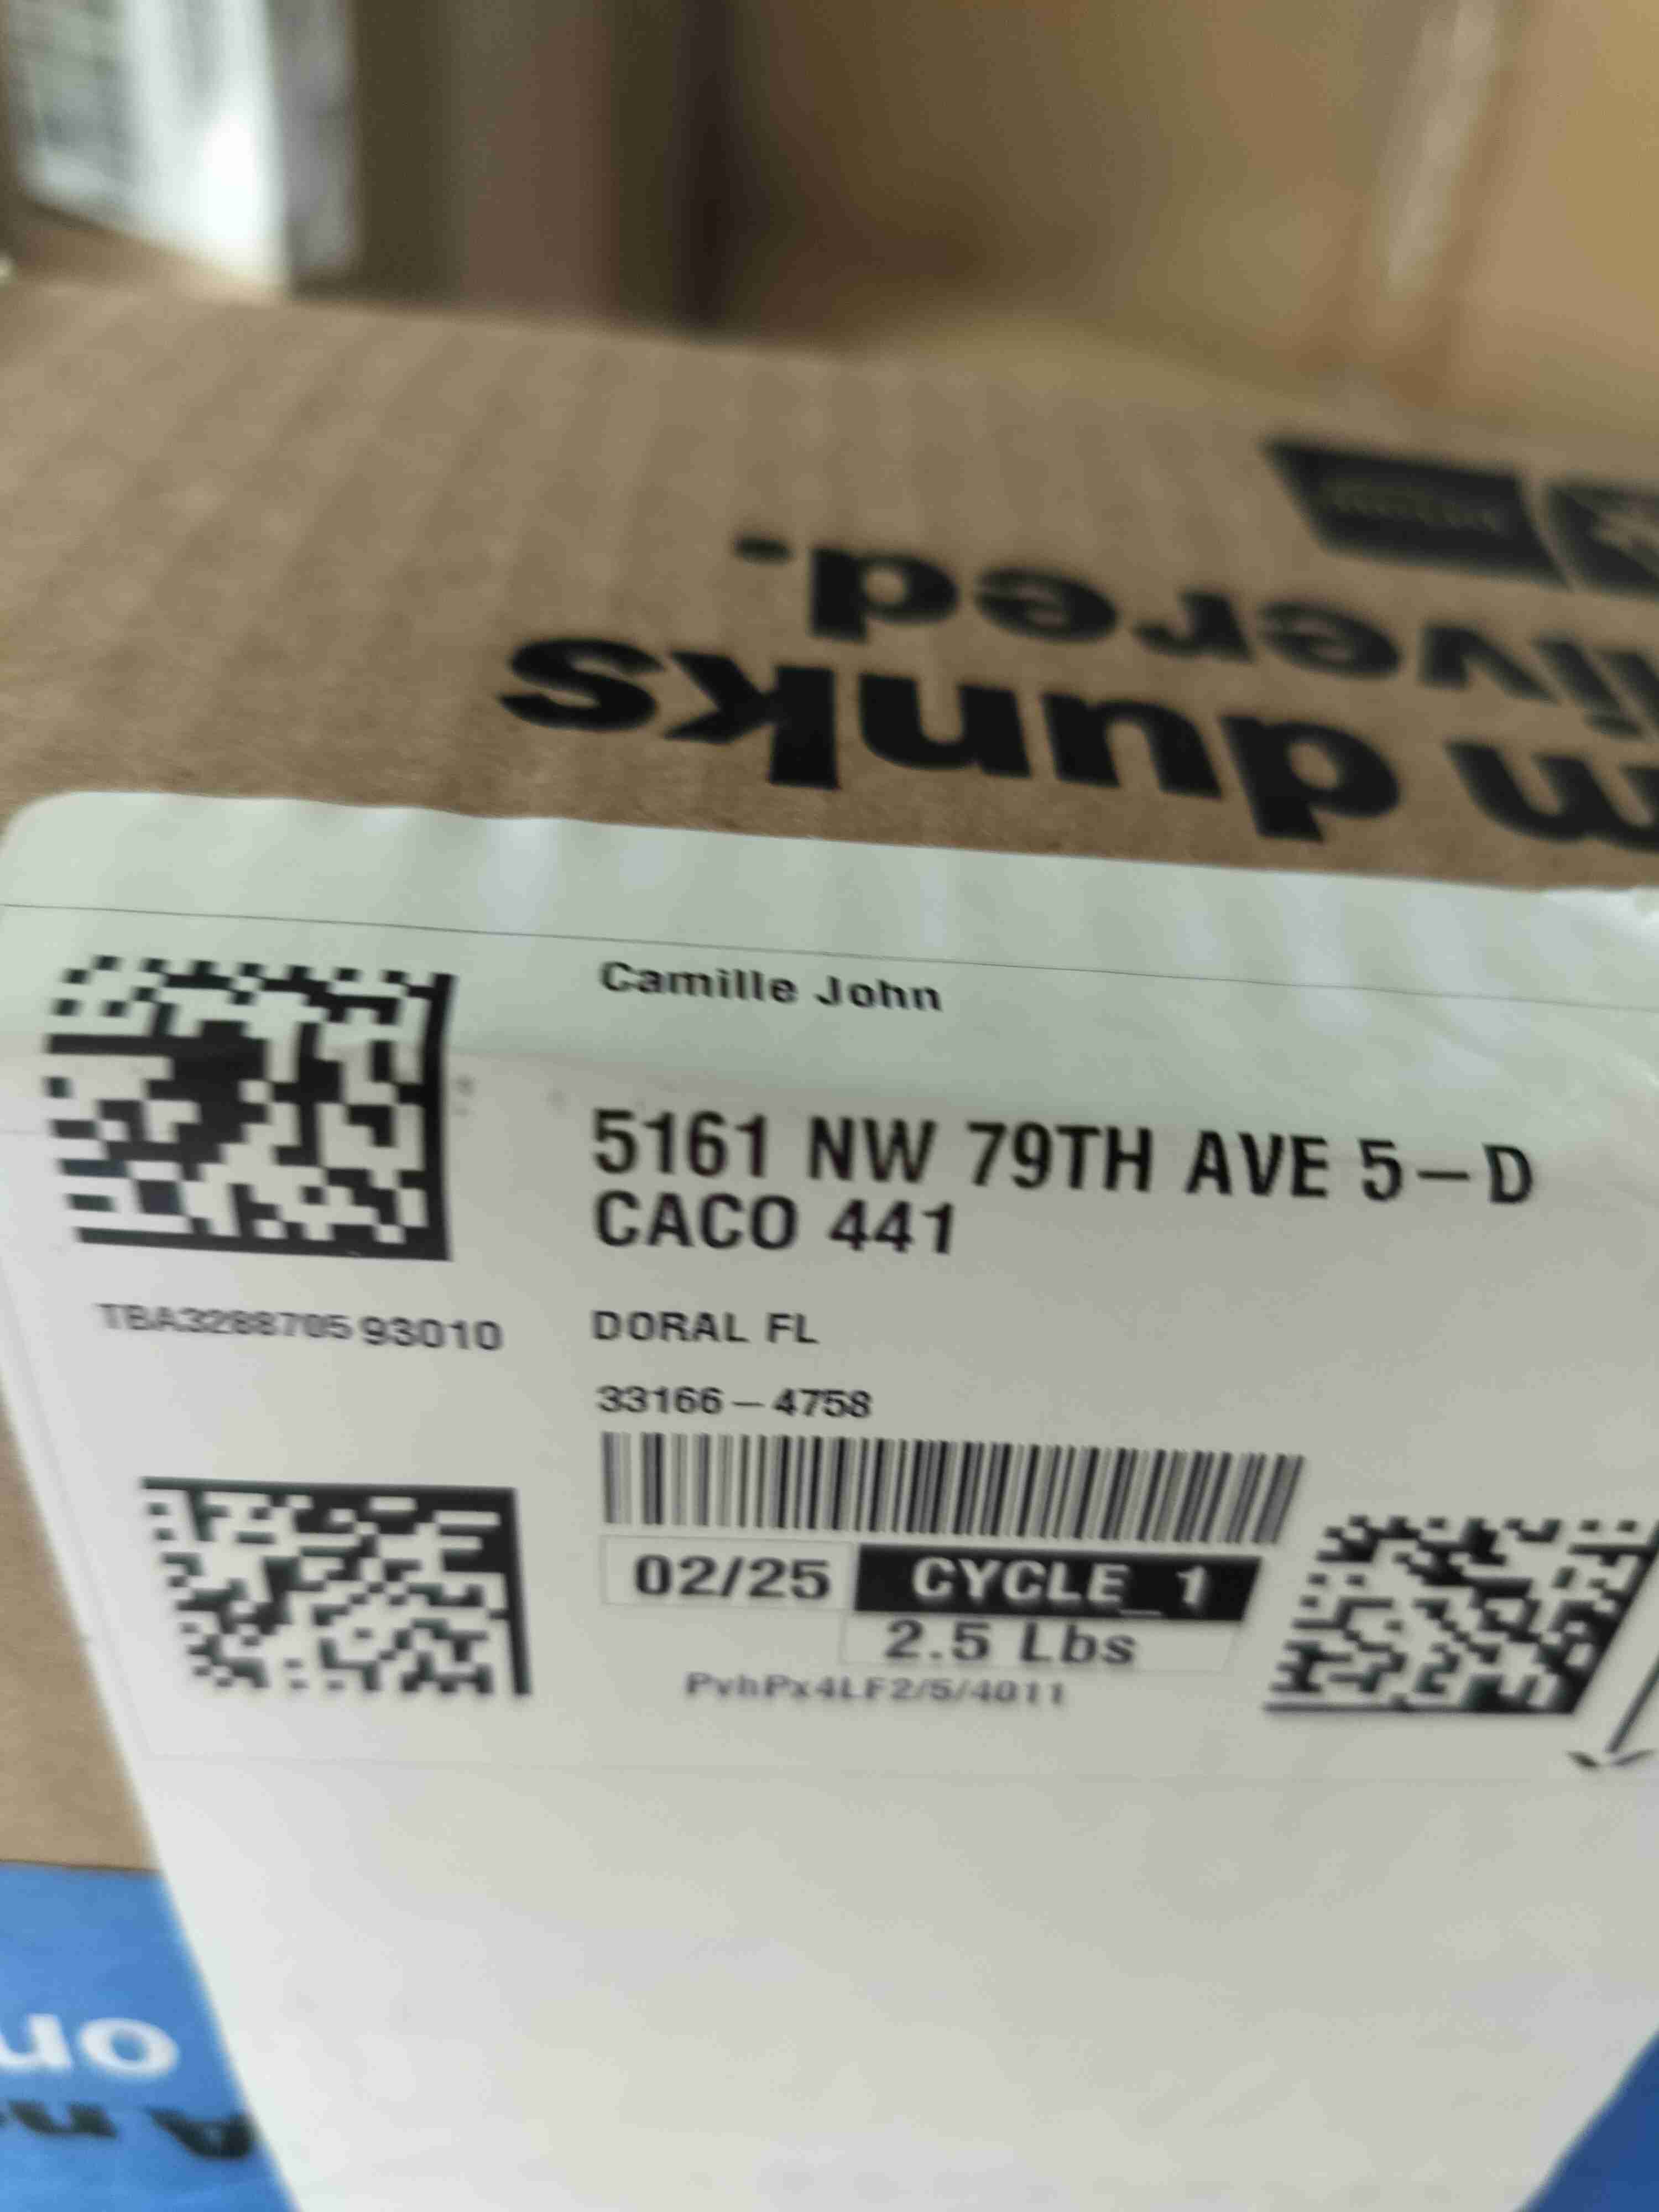 livered.
m dunks
Camille John
5161 NW 79TH AVE 5-D
CACO 441
TBA328870593010
DORAL FL
33166-4758
02/25 CYCLE_1
2.5 Lbs
PvhPx4LF2/5/4011
on
A n